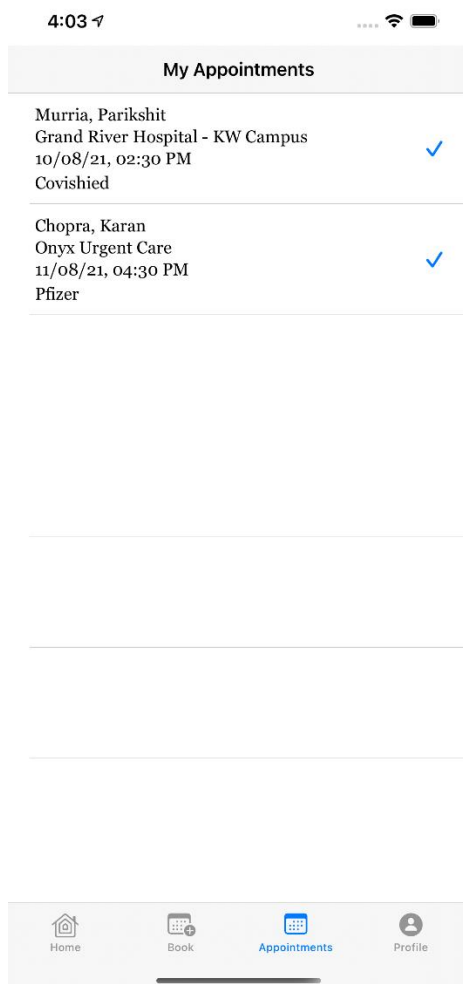 4:03
My Appointments
Murria, Parikshit
Grand River Hospital - KW Campus
10/08/21, 02:30 PM
Covishied
Chopra, Karan
Onyx Urgent Care
11/08/21, 04:30 PM
Pfizer
Home
Book
Appointments
Profile